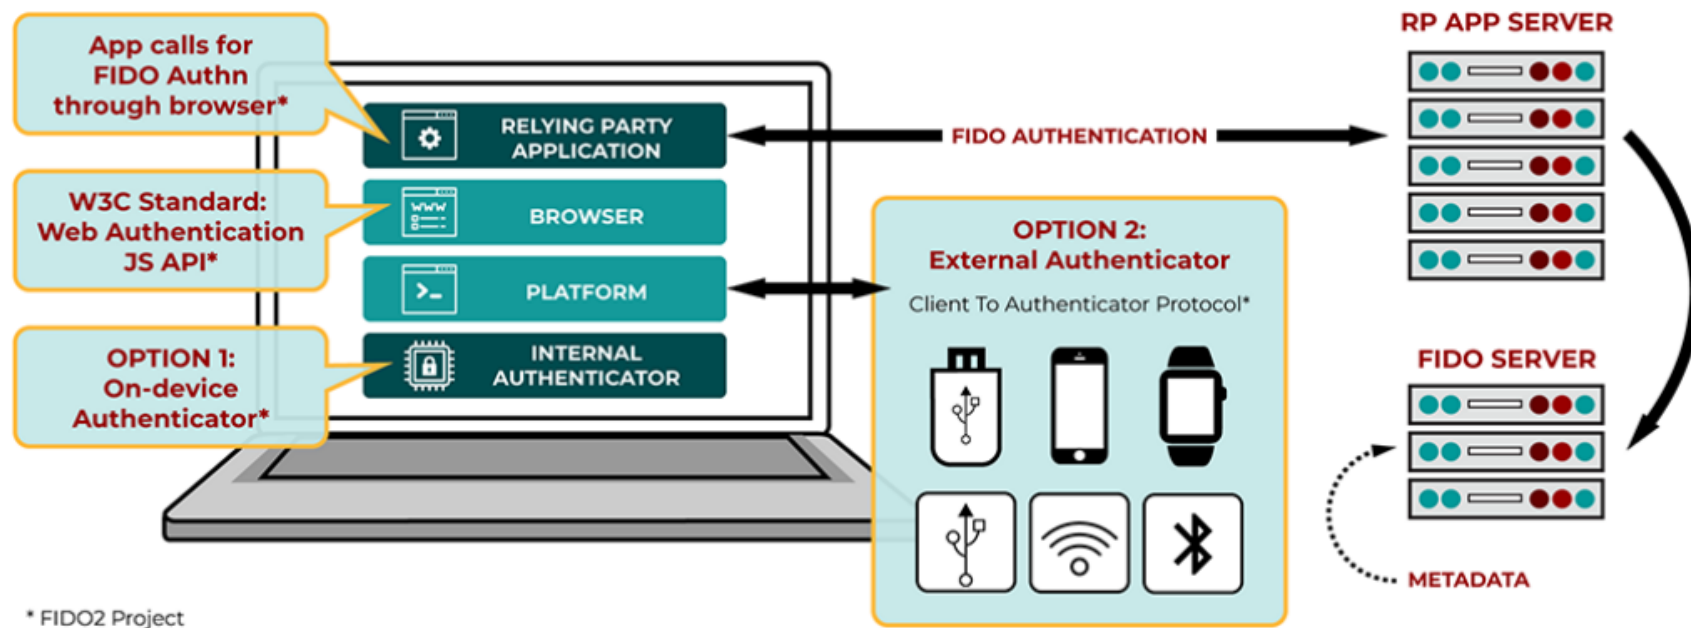 App calls for
FIDO Authn
through browser*
W3C Standard:
Web Authentication
JS API*
OPTION 1:
On-device
Authenticator*
RELYING PARTY
APPLICATION
WWW
BROWSER
>_
PLATFORM
INTERNAL
AUTHENTICATOR
FIDO AUTHENTICATION
OPTION 2:
External Authenticator
Client To Authenticator Protocol*
RP APP SERVER
FIDO SERVER
METADATA
* FIDO2 Project